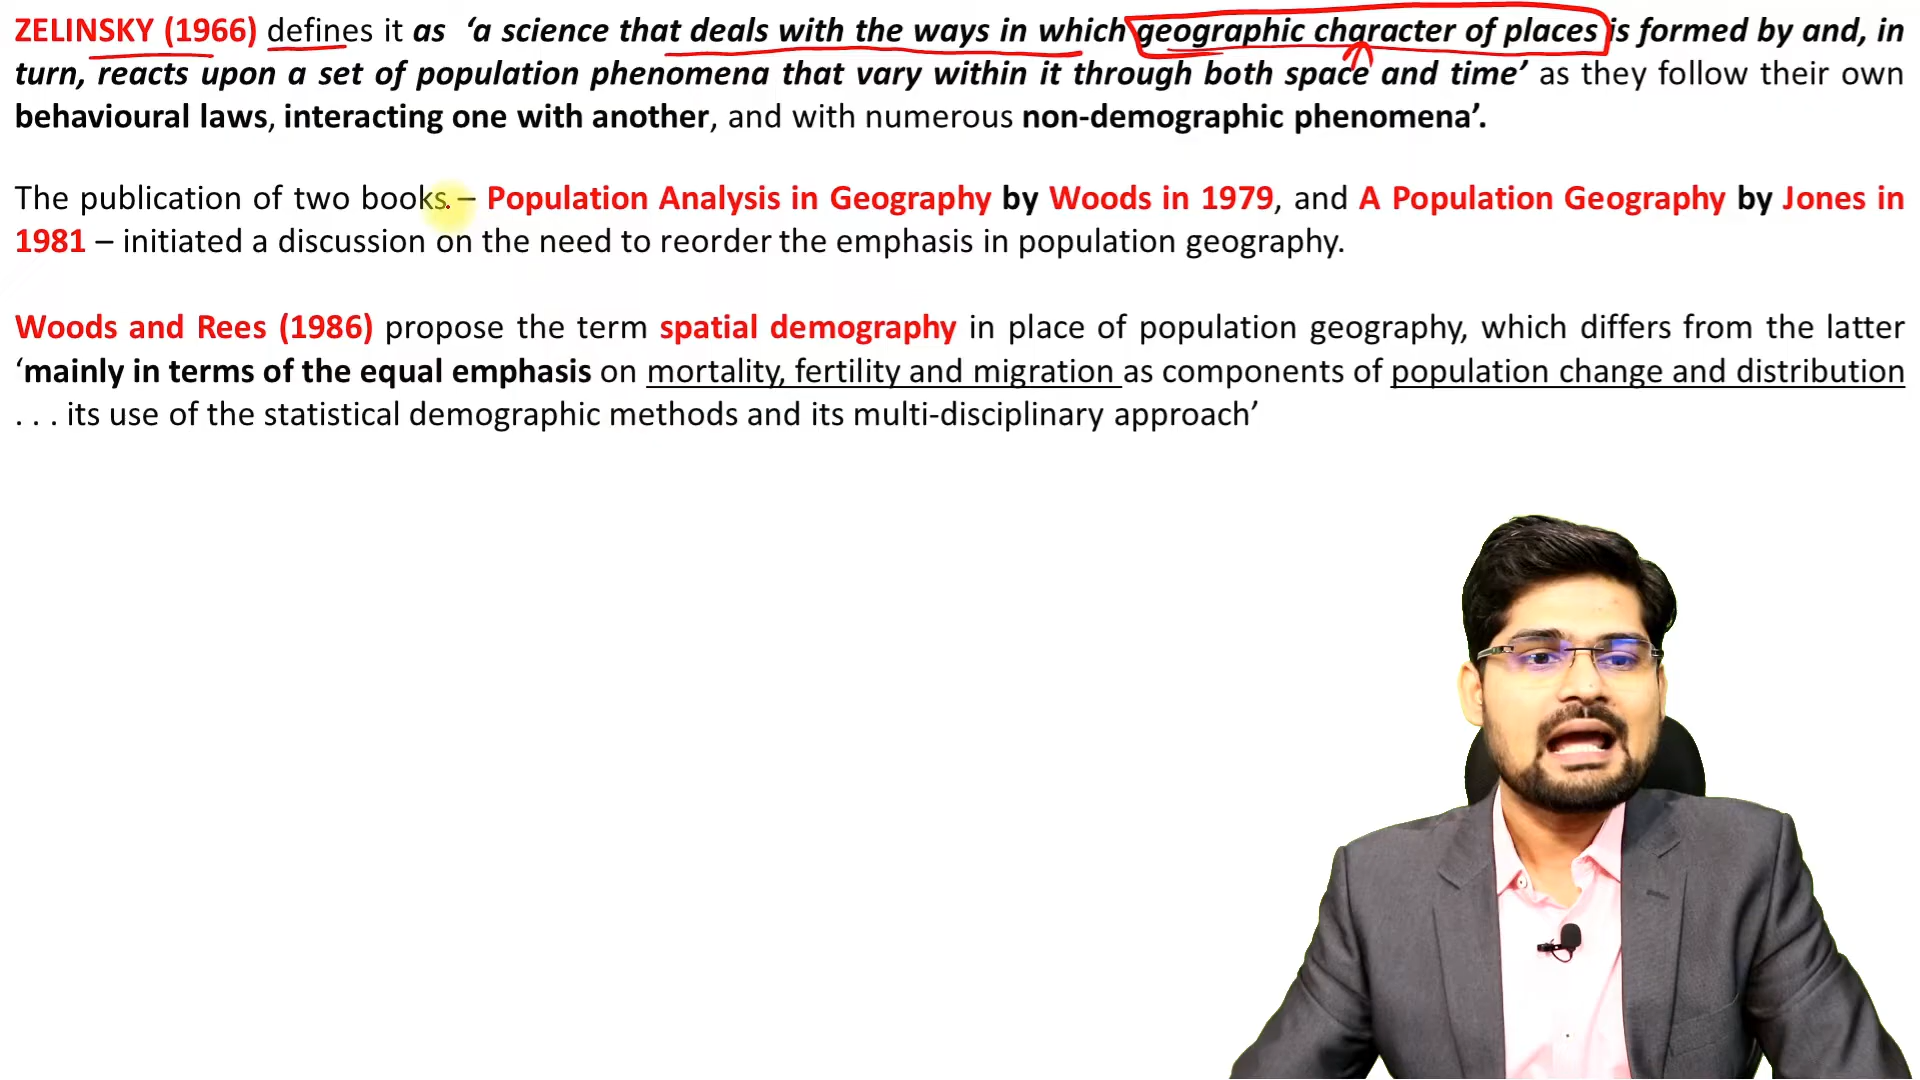 ZELINSKY (1966) defines it as ‘a science that deals with the ways in which geographic character of places is formed by and, in
turn, reacts upon a set of population phenomena that vary within it through both space and time’ as they follow their own
behavioural laws, interacting one with another, and with numerous non-demographic phenomena’.
The publication of two books. – Population Analysis in Geography by Woods in 1979, and A Population Geography by Jones in
1981 – initiated a discussion on the need to reorder the emphasis in population geography.
Woods and Rees (1986) propose the term spatial demography in place of population geography, which differs from the latter
‘mainly in terms of the equal emphasis on mortality, fertility and migration as components of population change and distribution
. . . its use of the statistical demographic methods and its multi-disciplinary approach’